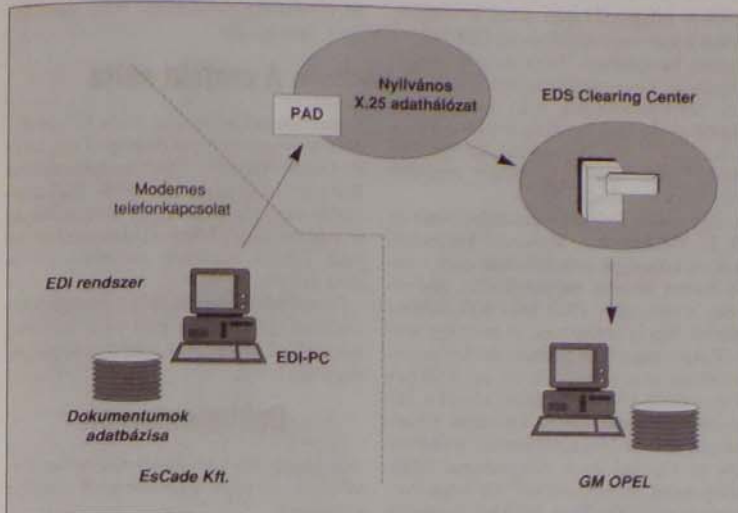 Nyilvános
X.25 adathálózat
PAD
EDS Clearing Center
Modemes
telefonkapcsolat
EDI rendszer
EDI-PC
Dokumentumok
adatbázisa
EsCade Kft.
GM OPEL